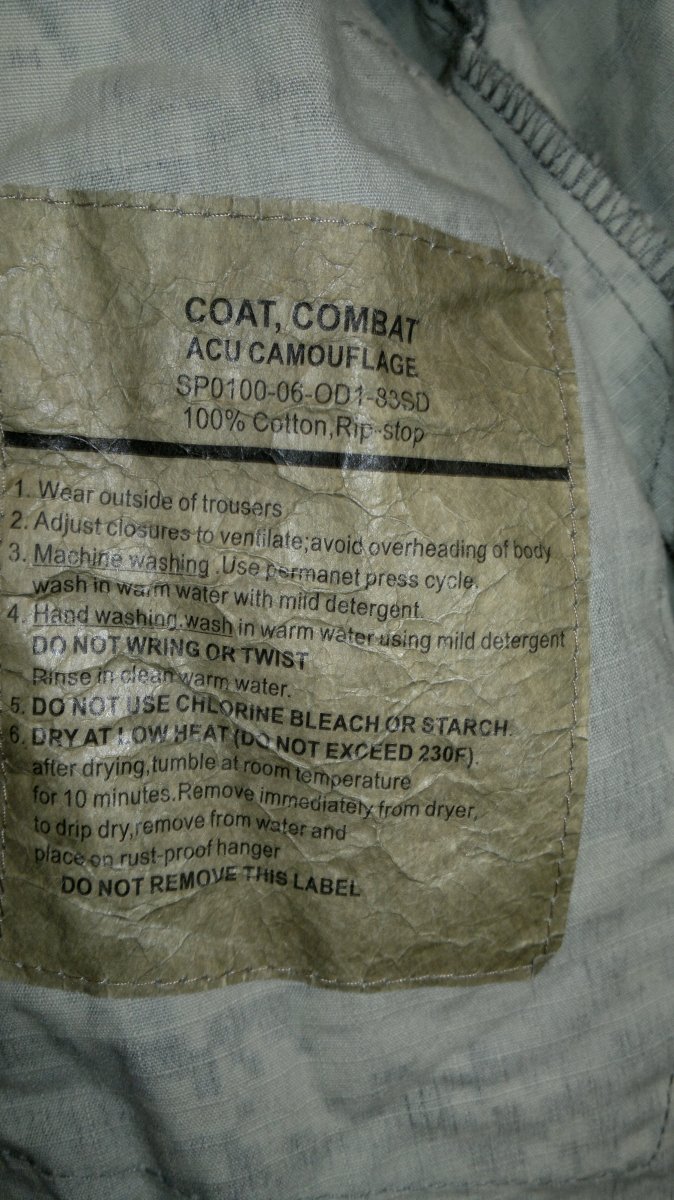 COAT, COMBAT
ACU CAMOUFLAGE
SP0100-06-OD1-83SD
100% Cotton,Rip-stop
1. Wear outside of trousers
2. Adjust closures to ventilate;avoid overheading of body
3. Machine washing .Use permanet press cycle.
wash in warm water with mild detergent.
4. Hand washing.wash in warm water using mild detergent
DO NOT WRING OR TWIST
Rinse in clean warm water.
5. DO NOT USE CHLORINE BLEACH OR STARCH.
6. DRY AT LOW HEAT (DO NOT EXCEED 230F).
after drying,tumble at room temperature
for 10 minutes.Remove immediately from dryer,
to drip dry,remove from water and
place on rust-proof hanger
DO NOT REMOVE THIS LABEL